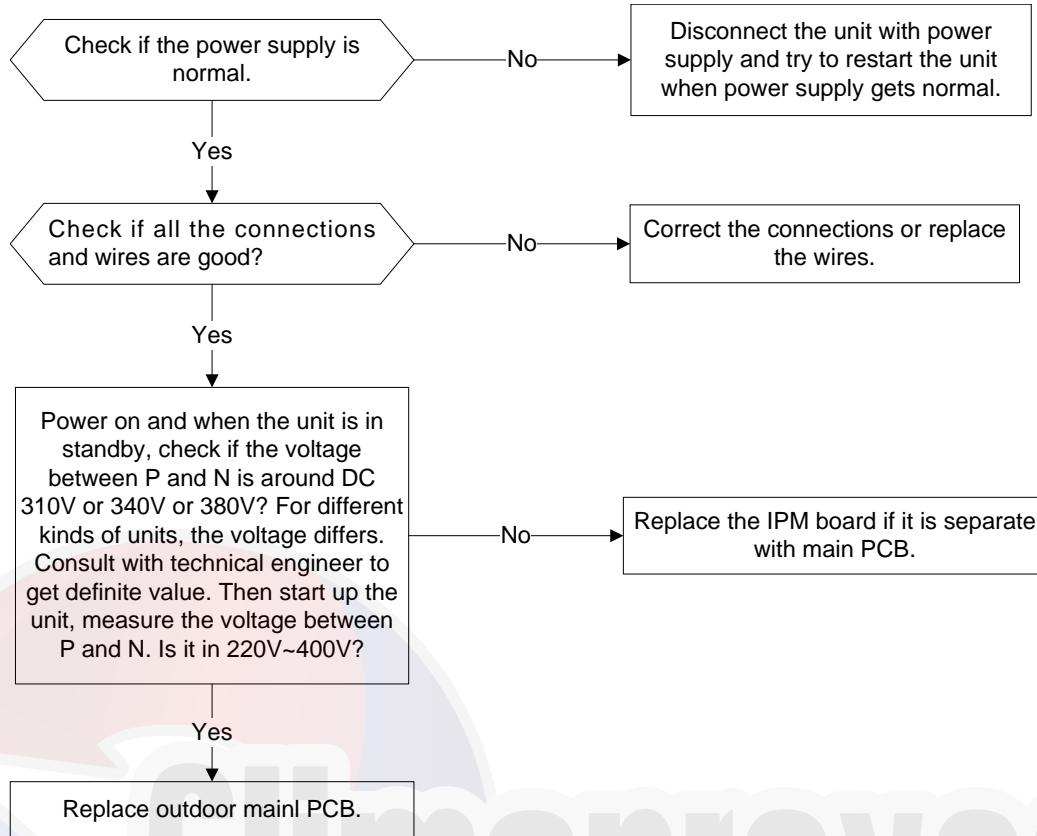 Check if the power supply is
normal.
No
Disconnect the unit with power
supply and try to restart the unit
when power supply gets normal.
Yes
Check if all the connections
and wires are good?
No
Correct the connections or replace
the wires.
Yes
Power on and when the unit is in
standby, check if the voltage
between P and N is around DC
310V or 340V or 380V? For different
kinds of units, the voltage differs.
Consult with technical engineer to
get definite value. Then start up the
unit, measure the voltage between
P and N. Is it in 220V~400V?
No
Replace the IPM board if it is separate
with main PCB.
Yes
Replace outdoor mainl PCB.